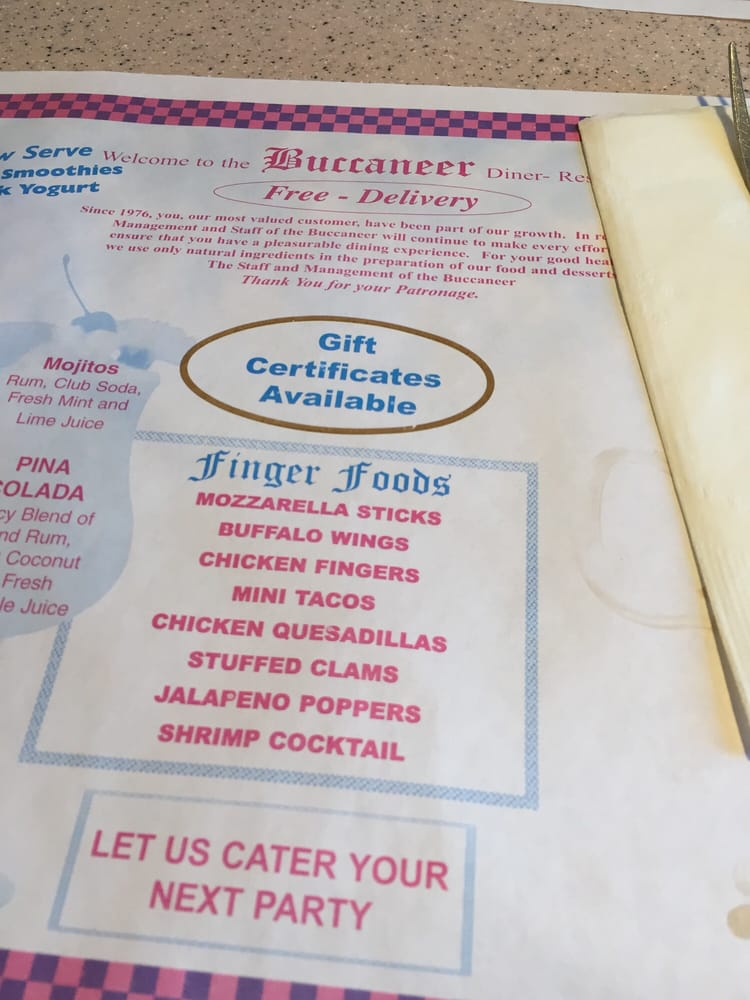 Serve
Smoothies
Yogurt
Welcome to the Buccaneer Diner-
Free - Delivery
Since 1976, you, our most valued customer, have been part of our growth. In
Management and Staff of the Buccaneer will continue to make every
ensure that you have a pleasurable dining experience. For your good
we use only natural ingredients in the preparation of our food and
The Staff and Management of the Buccaneer
Thank You for your Patronage.
Gift
Certificates
Available
Mojitos
Rum, Club Soda,
Fresh Mint and
Lime Juice
PINA
Blend of
Rum,
Coconut
Fresh
Juice
Finger Foods
MOZZARELLA STICKS
BUFFALO WINGS
CHICKEN FINGERS
MINI TACOS
CHICKEN QUESADILLAS
STUFFED CLAMS
JALAPENO POPPERS
SHRIMP COCKTAIL
LET US CATER YOUR
NEXT PARTY